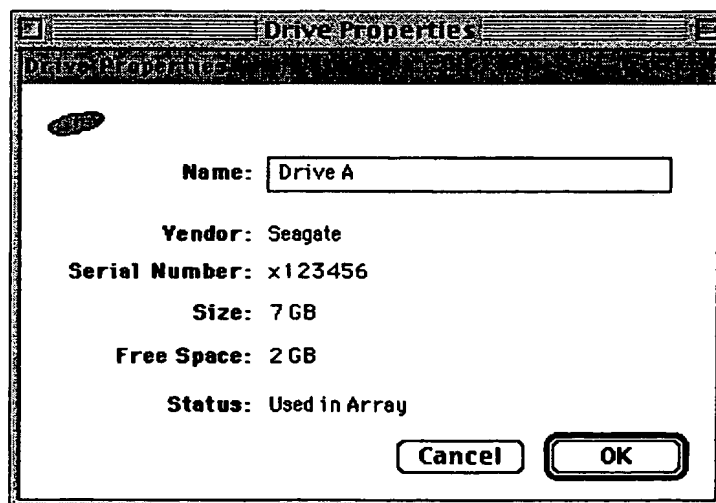 Drive Properties
Drive Properties
Name: Drive A
Vendor: Seagate
Serial Number: x123456
Size: 7 GB
Free Space: 2 GB
Status: Used in Array
Cancel OK